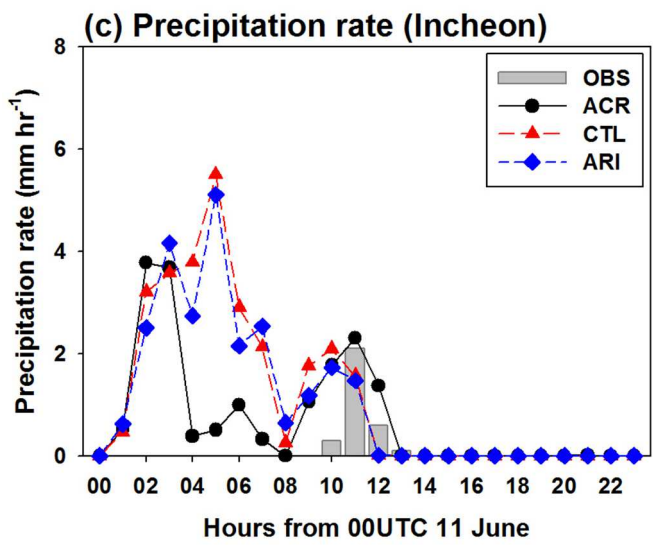 (c) Precipitation rate (Incheon)
Precipitation rate (mm hr⁻¹)
8
6
4
2
0
OBS
ACR
CTL
ARI
00 02 04 06 08 10 12 14 16 18 20 22
Hours from 00UTC 11 June